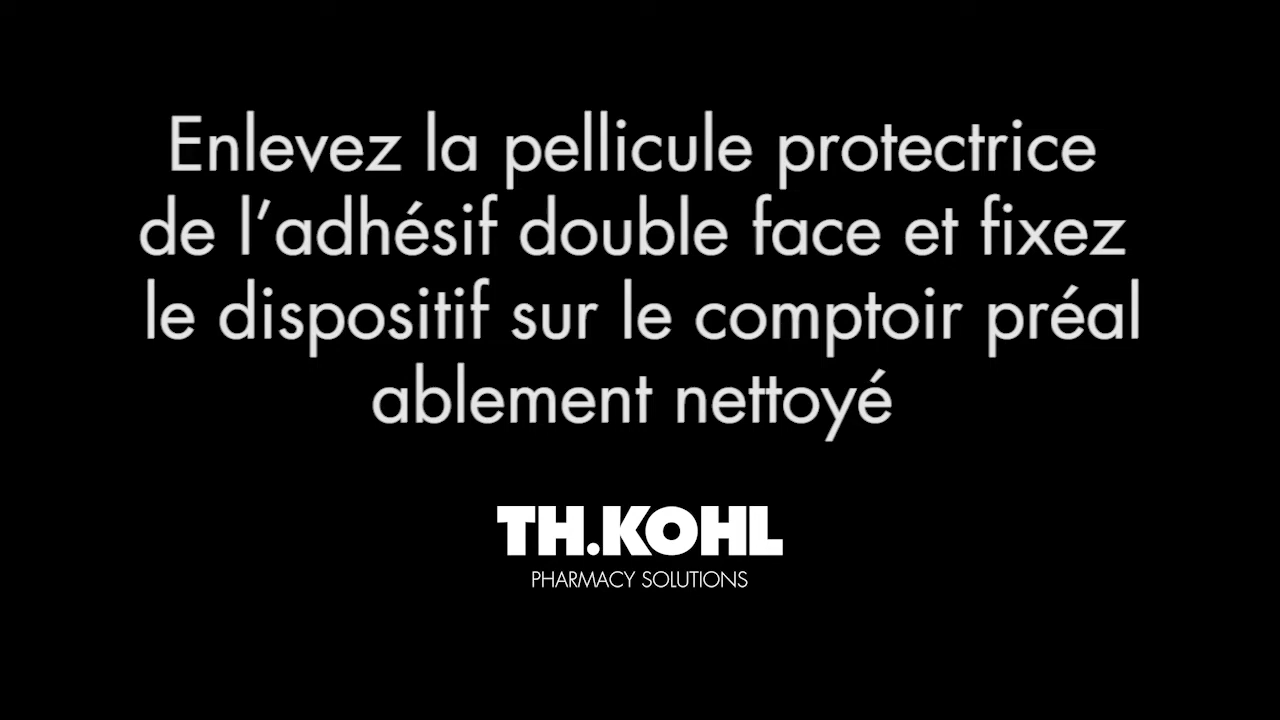 Enlevez la pellicule protectrice
de l’adhésif double face et fixez
le dispositif sur le comptoir préal
ablement nettoyé
TH.KOHL
PHARMACY SOLUTIONS